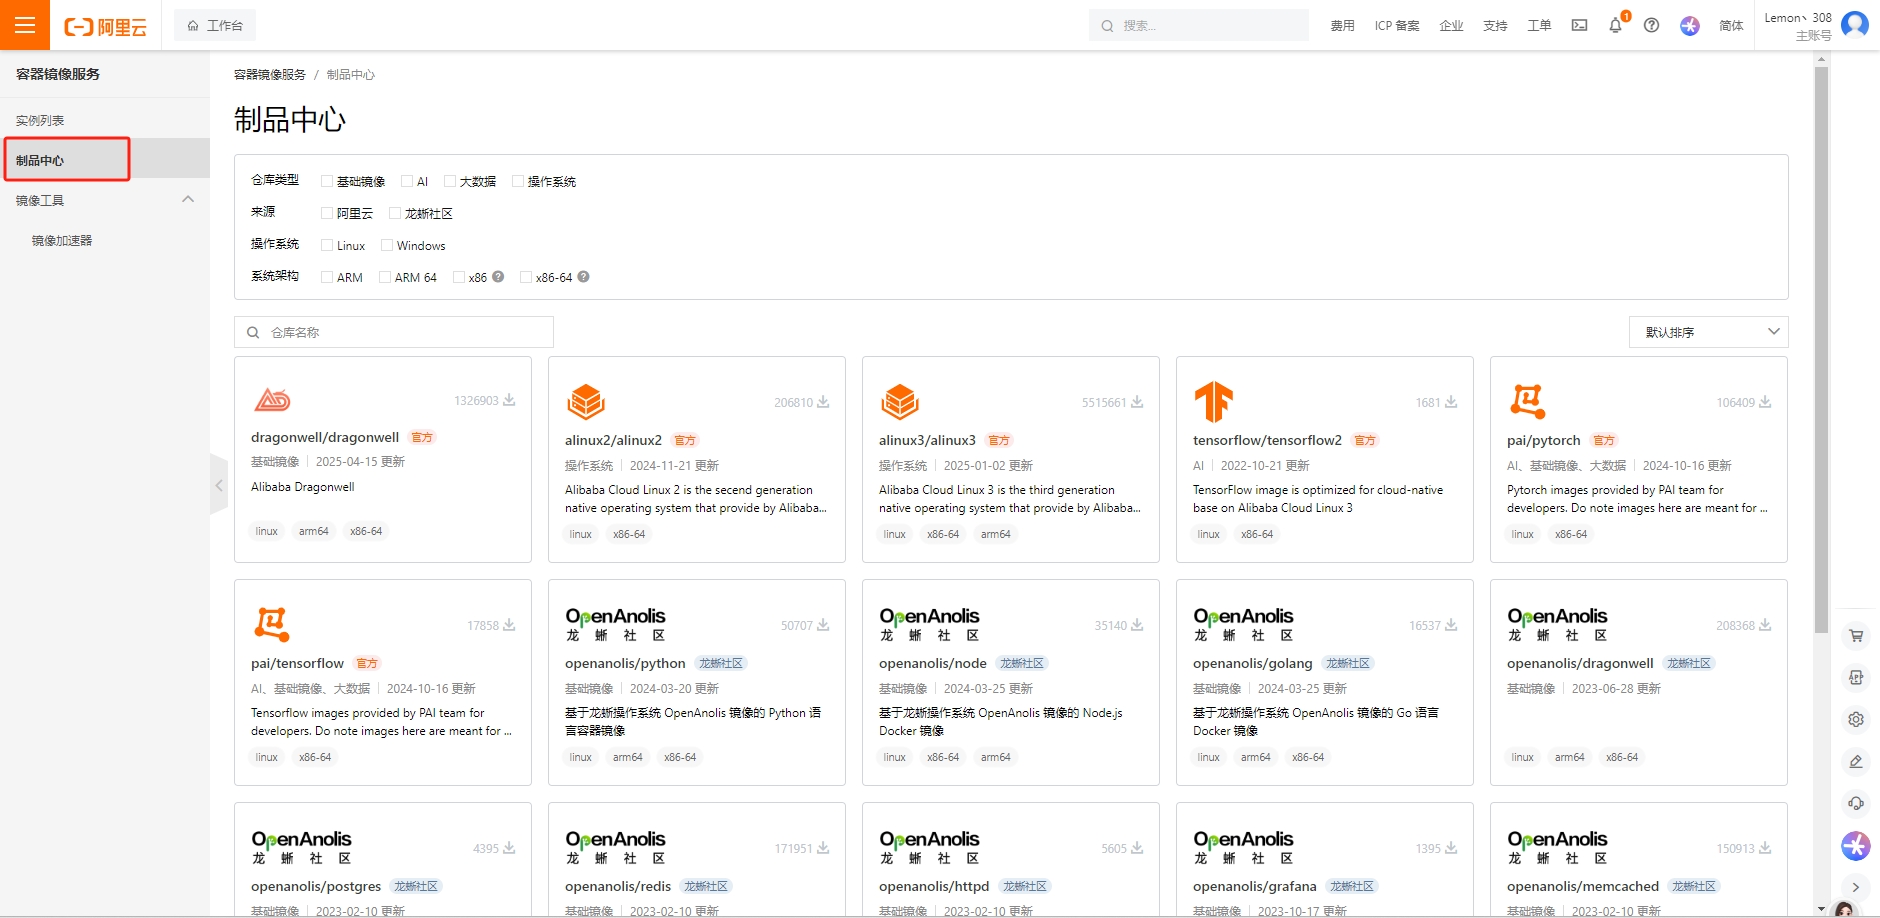 阿里云
工作台
搜索...
费用
ICP 备案
企业
支持
工单
1
简体
Lemon丶 308
主账号
容器镜像服务
实例列表
制品中心
镜像工具
镜像加速器
容器镜像服务 / 制品中心
制品中心
仓库类型 基础镜像 AI 大数据 操作系统
来源 阿里云 龙蜥社区
操作系统 Linux Windows
系统架构 ARM ARM 64 x86 x86-64
仓库名称
默认排序
1326903
dragonwell/dragonwell 官方
基础镜像 2025-04-15 更新
Alibaba Dragonwell
linux arm64 x86-64
206810
alinux2/alinux2 官方
操作系统 2024-11-21 更新
Alibaba Cloud Linux 2 is the second generation
native operating system that provide by Alibaba...
linux x86-64
5515661
alinux3/alinux3 官方
操作系统 2025-01-02 更新
Alibaba Cloud Linux 3 is the third generation
native operating system that provide by Alibaba...
linux x86-64 arm64
1681
tensorflow/tensorflow2 官方
AI 2022-10-21 更新
TensorFlow image is optimized for cloud-native
base on Alibaba Cloud Linux 3
linux x86-64
106409
pai/pytorch 官方
AI、基础镜像、大数据 2024-10-16 更新
Pytorch images provided by PAI team for
developers. Do note images here are meant for ...
linux x86-64
17858
pai/tensorflow 官方
AI、基础镜像、大数据 2024-10-16 更新
Tensorflow images provided by PAI team for
developers. Do note images here are meant for ...
linux x86-64
OpenAnolis
龙蜥社区
50707
openanolis/python 龙蜥社区
基础镜像 2024-03-20 更新
基于龙蜥操作系统 OpenAnolis 镜像的 Python 语
言容器镜像
linux arm64 x86-64
OpenAnolis
龙蜥社区
35140
openanolis/node 龙蜥社区
基础镜像 2024-03-25 更新
基于龙蜥操作系统 OpenAnolis 镜像的 Node.js
Docker 镜像
linux x86-64 arm64
OpenAnolis
龙蜥社区
16537
openanolis/golang 龙蜥社区
基础镜像 2024-03-25 更新
基于龙蜥操作系统 OpenAnolis 镜像的 Go 语言
Docker 镜像
linux arm64 x86-64
OpenAnolis
龙蜥社区
208368
openanolis/dragonwell 龙蜥社区
基础镜像 2023-06-28 更新
linux arm64 x86-64
OpenAnolis
龙蜥社区
4395
openanolis/postgres 龙蜥社区
基础镜像 2023-02-10 更新
OpenAnolis
龙蜥社区
171951
openanolis/redis 龙蜥社区
基础镜像 2023-02-10 更新
OpenAnolis
龙蜥社区
5605
openanolis/httpd 龙蜥社区
基础镜像 2023-02-10 更新
OpenAnolis
龙蜥社区
1395
openanolis/grafana 龙蜥社区
基础镜像 2023-10-17 更新
OpenAnolis
龙蜥社区
150913
openanolis/memcached 龙蜥社区
基础镜像 2023-02-10 更新
API